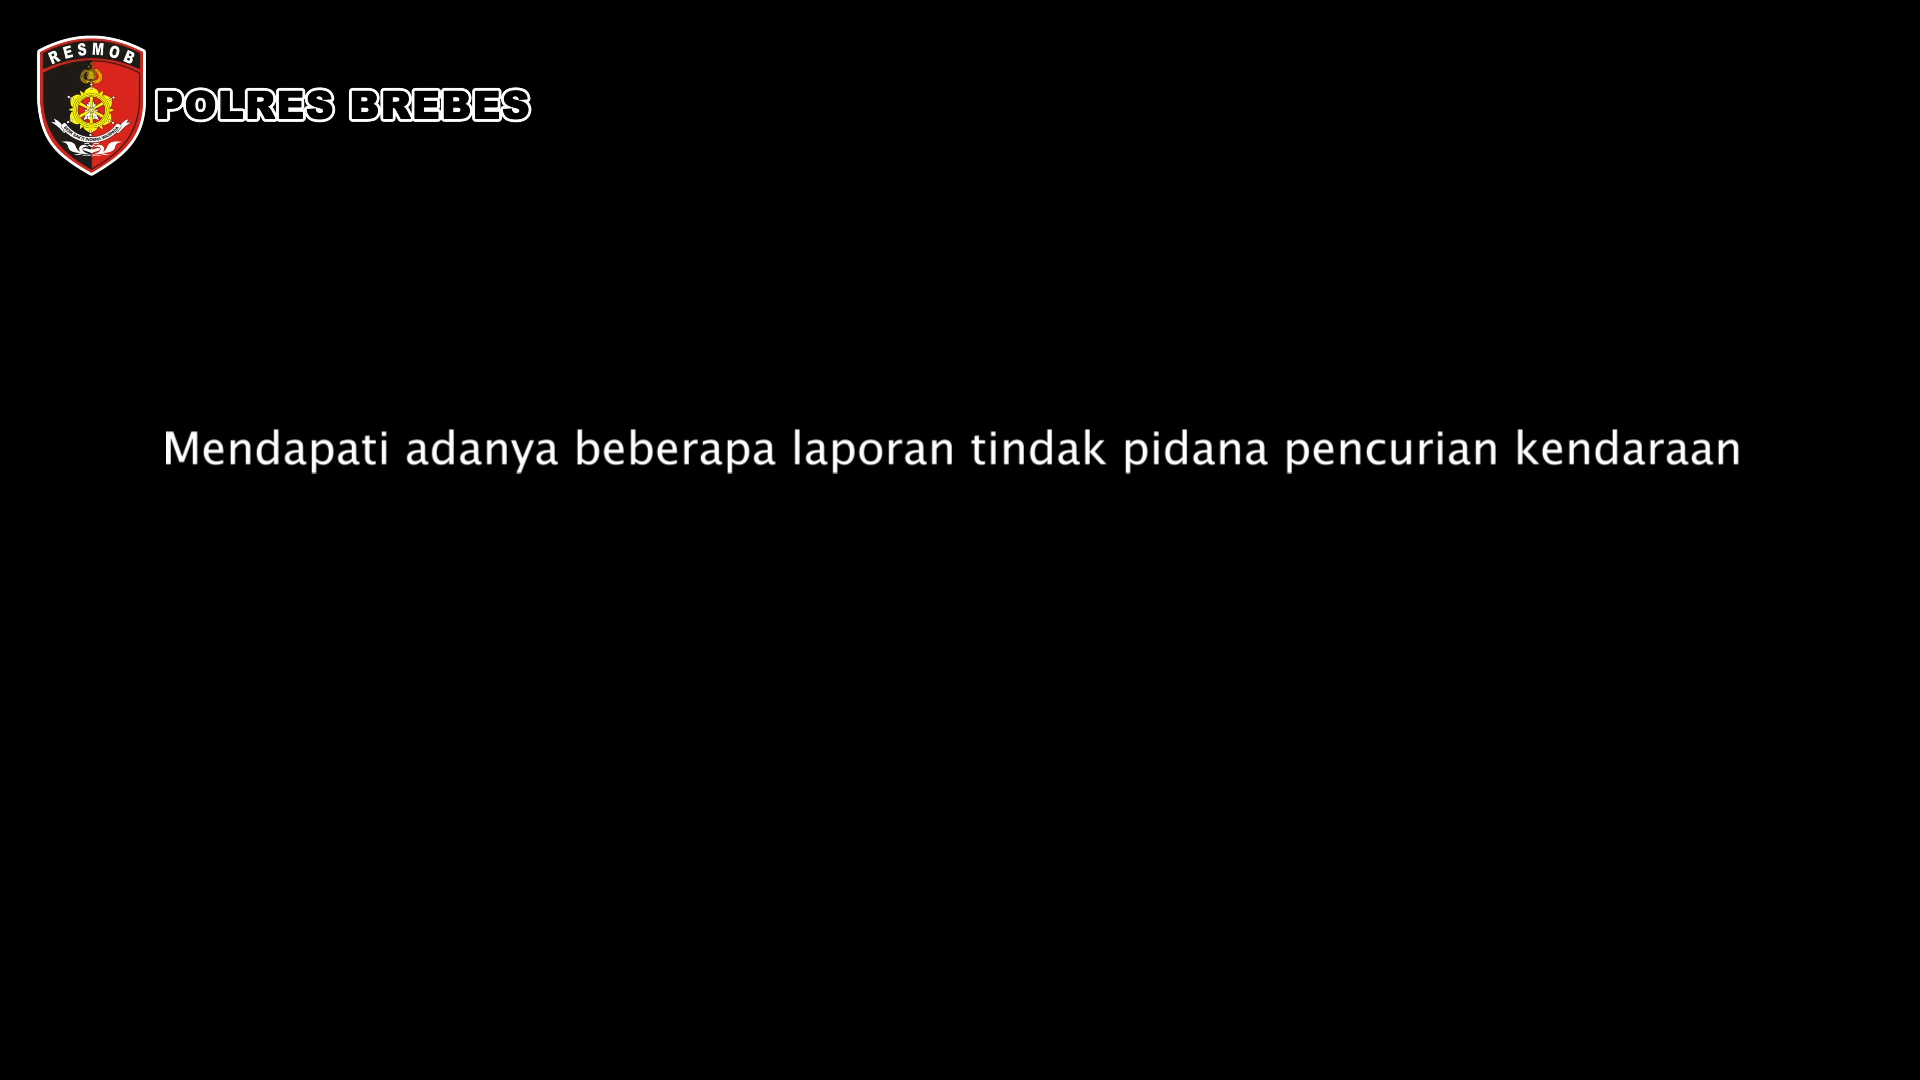 RESMOB
POLRES BREBES
Mendapati adanya beberapa laporan tindak pidana pencurian kendaraan